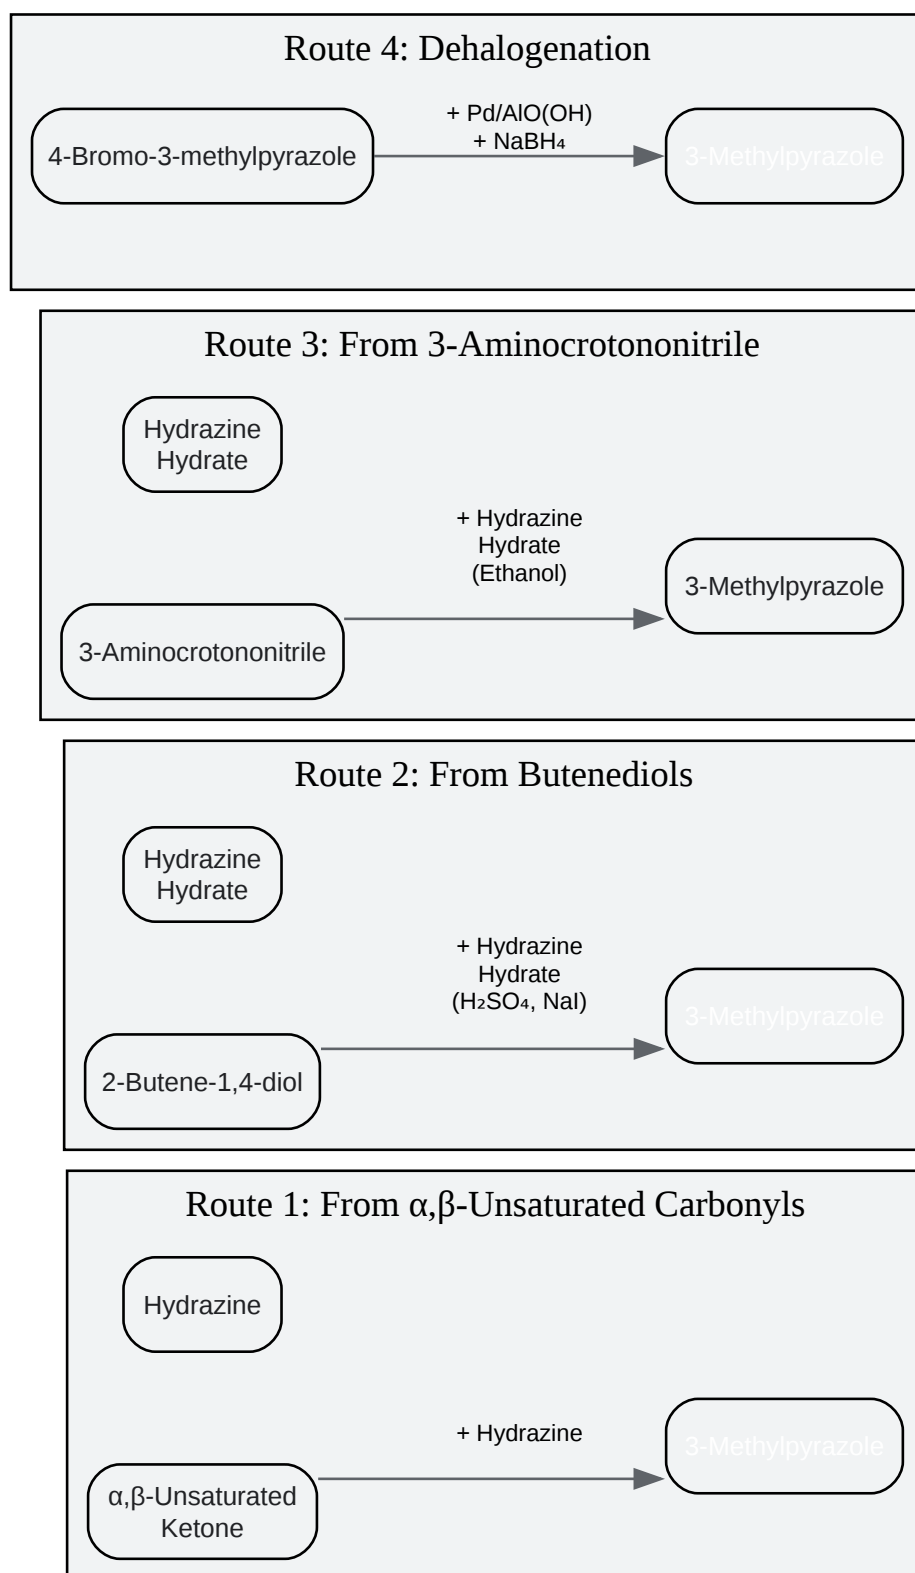 Route 4: Dehalogenation
+ Pd/AlO(OH)
+ NaBH₄
4-Bromo-3-methylpyrazole
3-Methylpyrazole
Route 3: From 3-Aminocrotononitrile
Hydrazine
Hydrate
+ Hydrazine
Hydrate
(Ethanol)
3-Methylpyrazole
3-Aminocrotononitrile
Route 2: From Butenediols
Hydrazine
Hydrate
+ Hydrazine
Hydrate
(H₂SO₄, NaI)
3-Methylpyrazole
2-Butene-1,4-diol
Route 1: From α,β-Unsaturated Carbonyls
Hydrazine
+ Hydrazine
3-Methylpyrazole
α,β-Unsaturated
Ketone